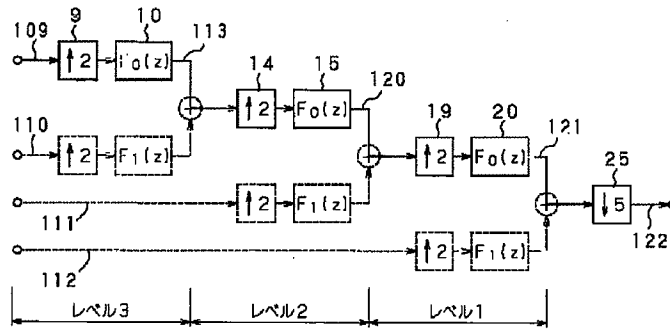 109 9 10 113
↑2 F₀(z)
14 15 120
110 ↑2 F₀(z)
19 20 121
↑2 F₁(z) ↑2 F₀(z) 25
111 ↑2 F₁(z) ↓5
122
112 ↑2 F₁(z)
レベル3 レベル2 レベル1